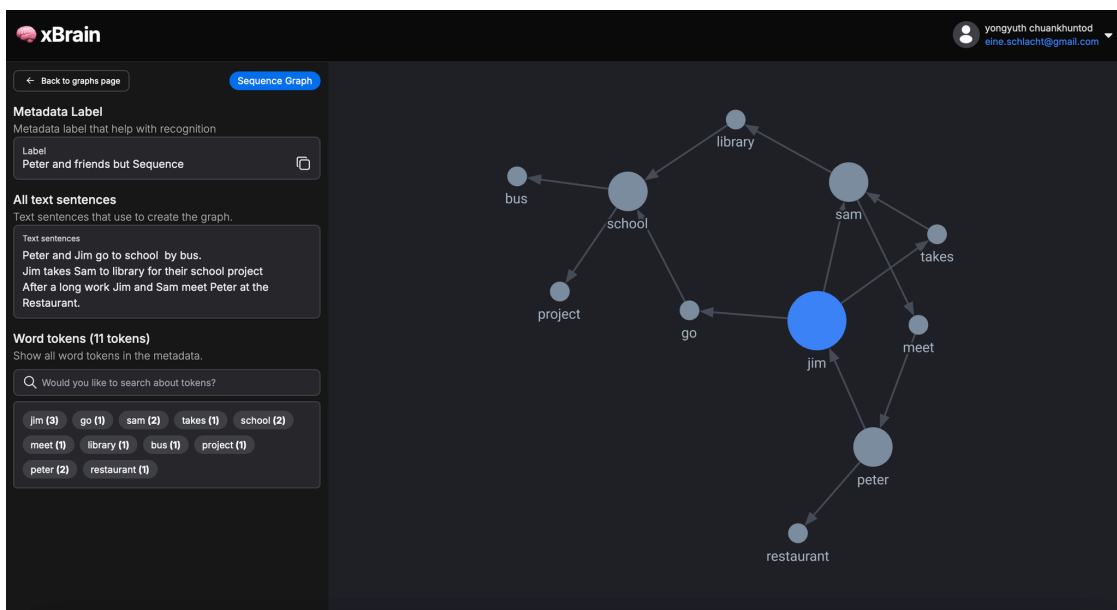 xBrain
yongyuth chuankhuntod
eine.schlacht@gmail.com
← Back to graphs page
Sequence Graph
Metadata Label
Metadata label that help with recognition
Label
Peter and friends but Sequence
All text sentences
Text sentences that use to create the graph.
Text sentences
Peter and Jim go to school by bus.
Jim takes Sam to library for their school project
After a long work Jim and Sam meet Peter at the
Restaurant.
Word tokens (11 tokens)
Show all word tokens in the metadata.
Would you like to search about tokens?
jim (3) go (1) sam (2) takes (1) school (2)
meet (1) library (1) bus (1) project (1)
peter (2) restaurant (1)
library
bus
school
sam
takes
project
go
jim
meet
peter
restaurant